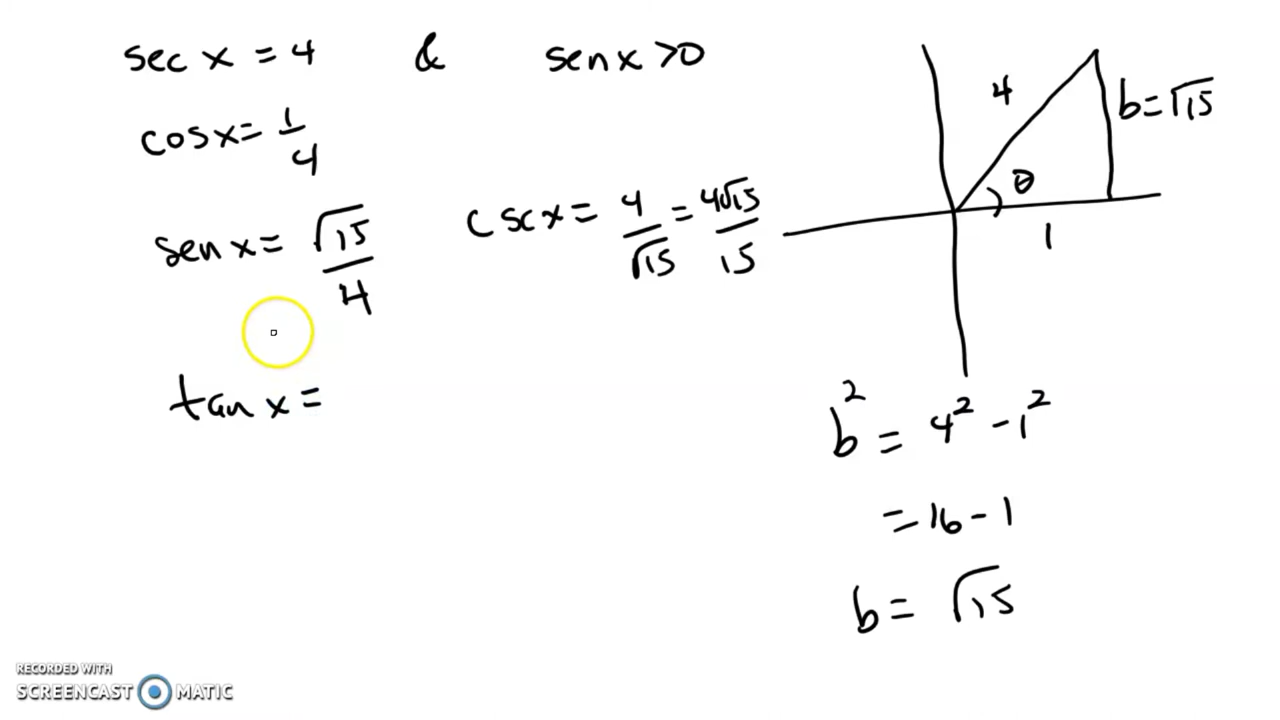 sec x = 4 & sen x > 0
cos x = 1/4
sen x = √15/4
csc x = 4/√15 = 4√15/15
tan x =
4
b = √15
θ
1
b² = 4² - 1²
= 16 - 1
b = √15
RECORDED WITH
SCREENCAST MATIC